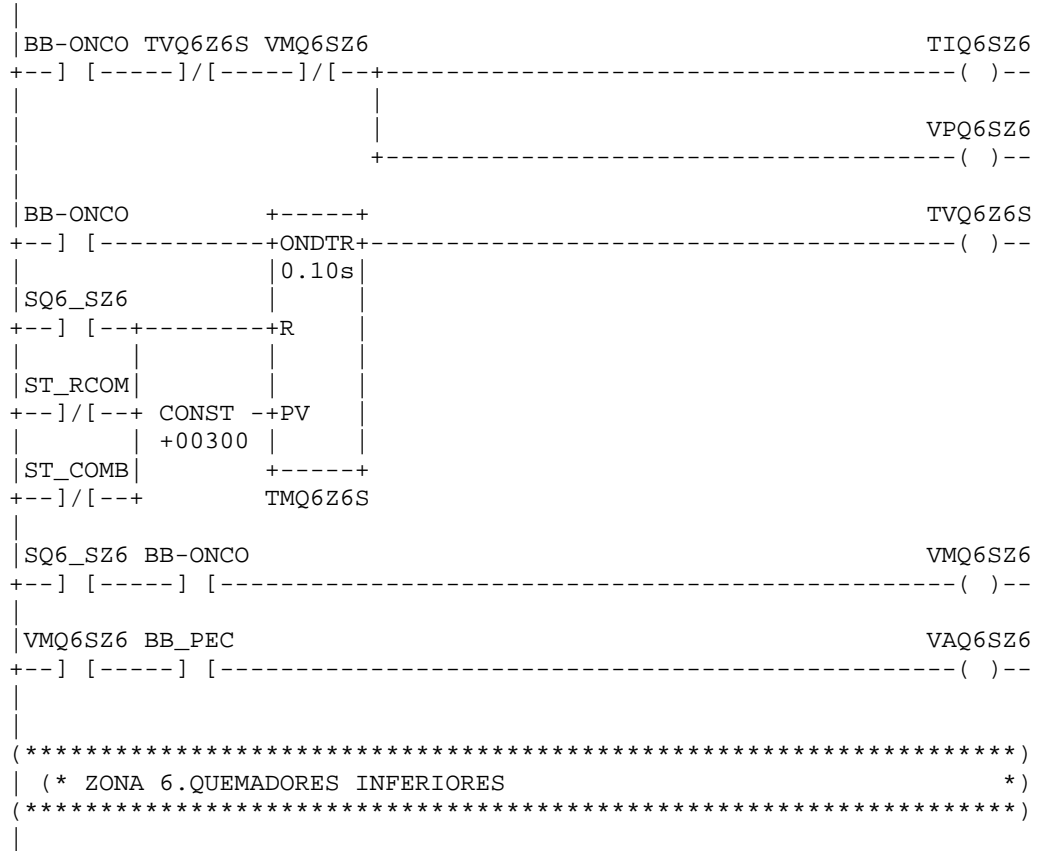 |
|BB-ONCO TVQ6Z6S VMQ6SZ6                                     TIQ6SZ6
+--] [-----]/[-----]/[--+--------------------------------------( )--
|                       |
|                       |                                    VPQ6SZ6
|                       +--------------------------------------( )--
|
|BB-ONCO         +-----+                                     TVQ6Z6S
+--] [-----------+ONDTR+---------------------------------------( )--
|                |0.10s|
|SQ6_SZ6         |     |
+--] [--+--------+R    |
|       |        |     |
|ST_RCOM|        |     |
+--]/[--+ CONST -+PV   |
|       | +00300 |     |
|ST_COMB|        +-----+
+--]/[--+        TMQ6Z6S
|
|SQ6_SZ6 BB-ONCO                                             VMQ6SZ6
+--] [-----] [-------------------------------------------------( )--
|
|VMQ6SZ6 BB_PEC                                              VAQ6SZ6
+--] [-----] [-------------------------------------------------( )--
|
|
(******************************************************************)
| (* ZONA 6.QUEMADORES INFERIORES                                 *)
(******************************************************************)
|